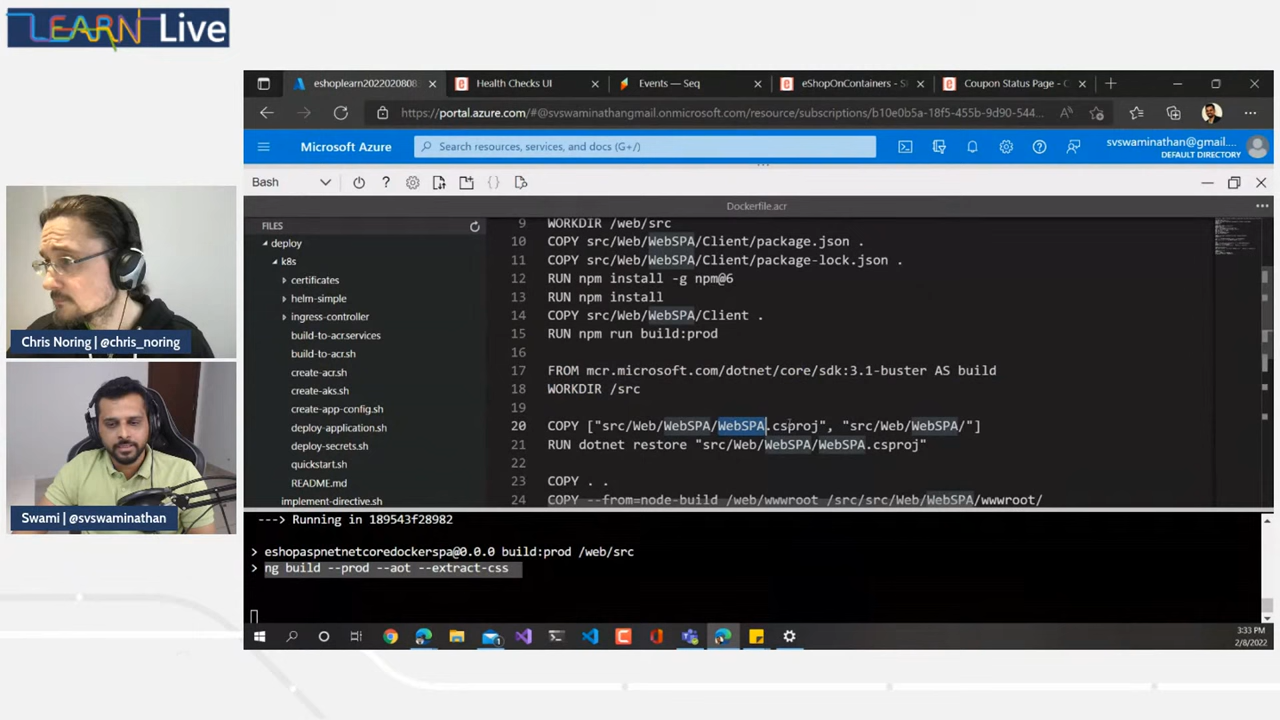 LEARN Live
eshoplearn2022020808
Health Checks UI
Events — Seq
eShopOnContainers - S
Coupon Status Page - C
https://portal.azure.com/#@svswaminathangmail.onmicrosoft.com/resource/subscriptions/b10e0b5a-18f5-455b-9d90-544...
Microsoft Azure
Search resources, services, and docs (G+/)
svswaminathan@gmail....
DEFAULT DIRECTORY
Bash
Dockerfile.acr
FILES
deploy
k8s
certificates
helm-simple
ingress-controller
build-to-acr.services
build-to-acr.sh
create-acr.sh
create-aks.sh
create-app-config.sh
deploy-application.sh
deploy-secrets.sh
quickstart.sh
README.md
implement-directive.sh
9 WORKDIR /web/src
10 COPY src/Web/WebSPA/Client/package.json .
11 COPY src/Web/WebSPA/Client/package-lock.json .
12 RUN npm install -g npm@6
13 RUN npm install
14 COPY src/Web/WebSPA/Client .
15 RUN npm run build:prod
16
17 FROM mcr.microsoft.com/dotnet/core/sdk:3.1-buster AS build
18 WORKDIR /src
19
20 COPY ["src/Web/WebSPA/WebSPA.csproj", "src/Web/WebSPA/"]
21 RUN dotnet restore "src/Web/WebSPA/WebSPA.csproj"
22
23 COPY . .
24 COPY --from=node-build /web/wwwroot /src/src/Web/WebSPA/wwwroot/
---> Running in 189543f28982
> eshopaspnetnetcoredockerspa@0.0.0 build:prod /web/src
> ng build --prod --aot --extract-css
Chris Noring | @chris_noring
Swami | @svswaminathan
3:33 PM
2/8/2022